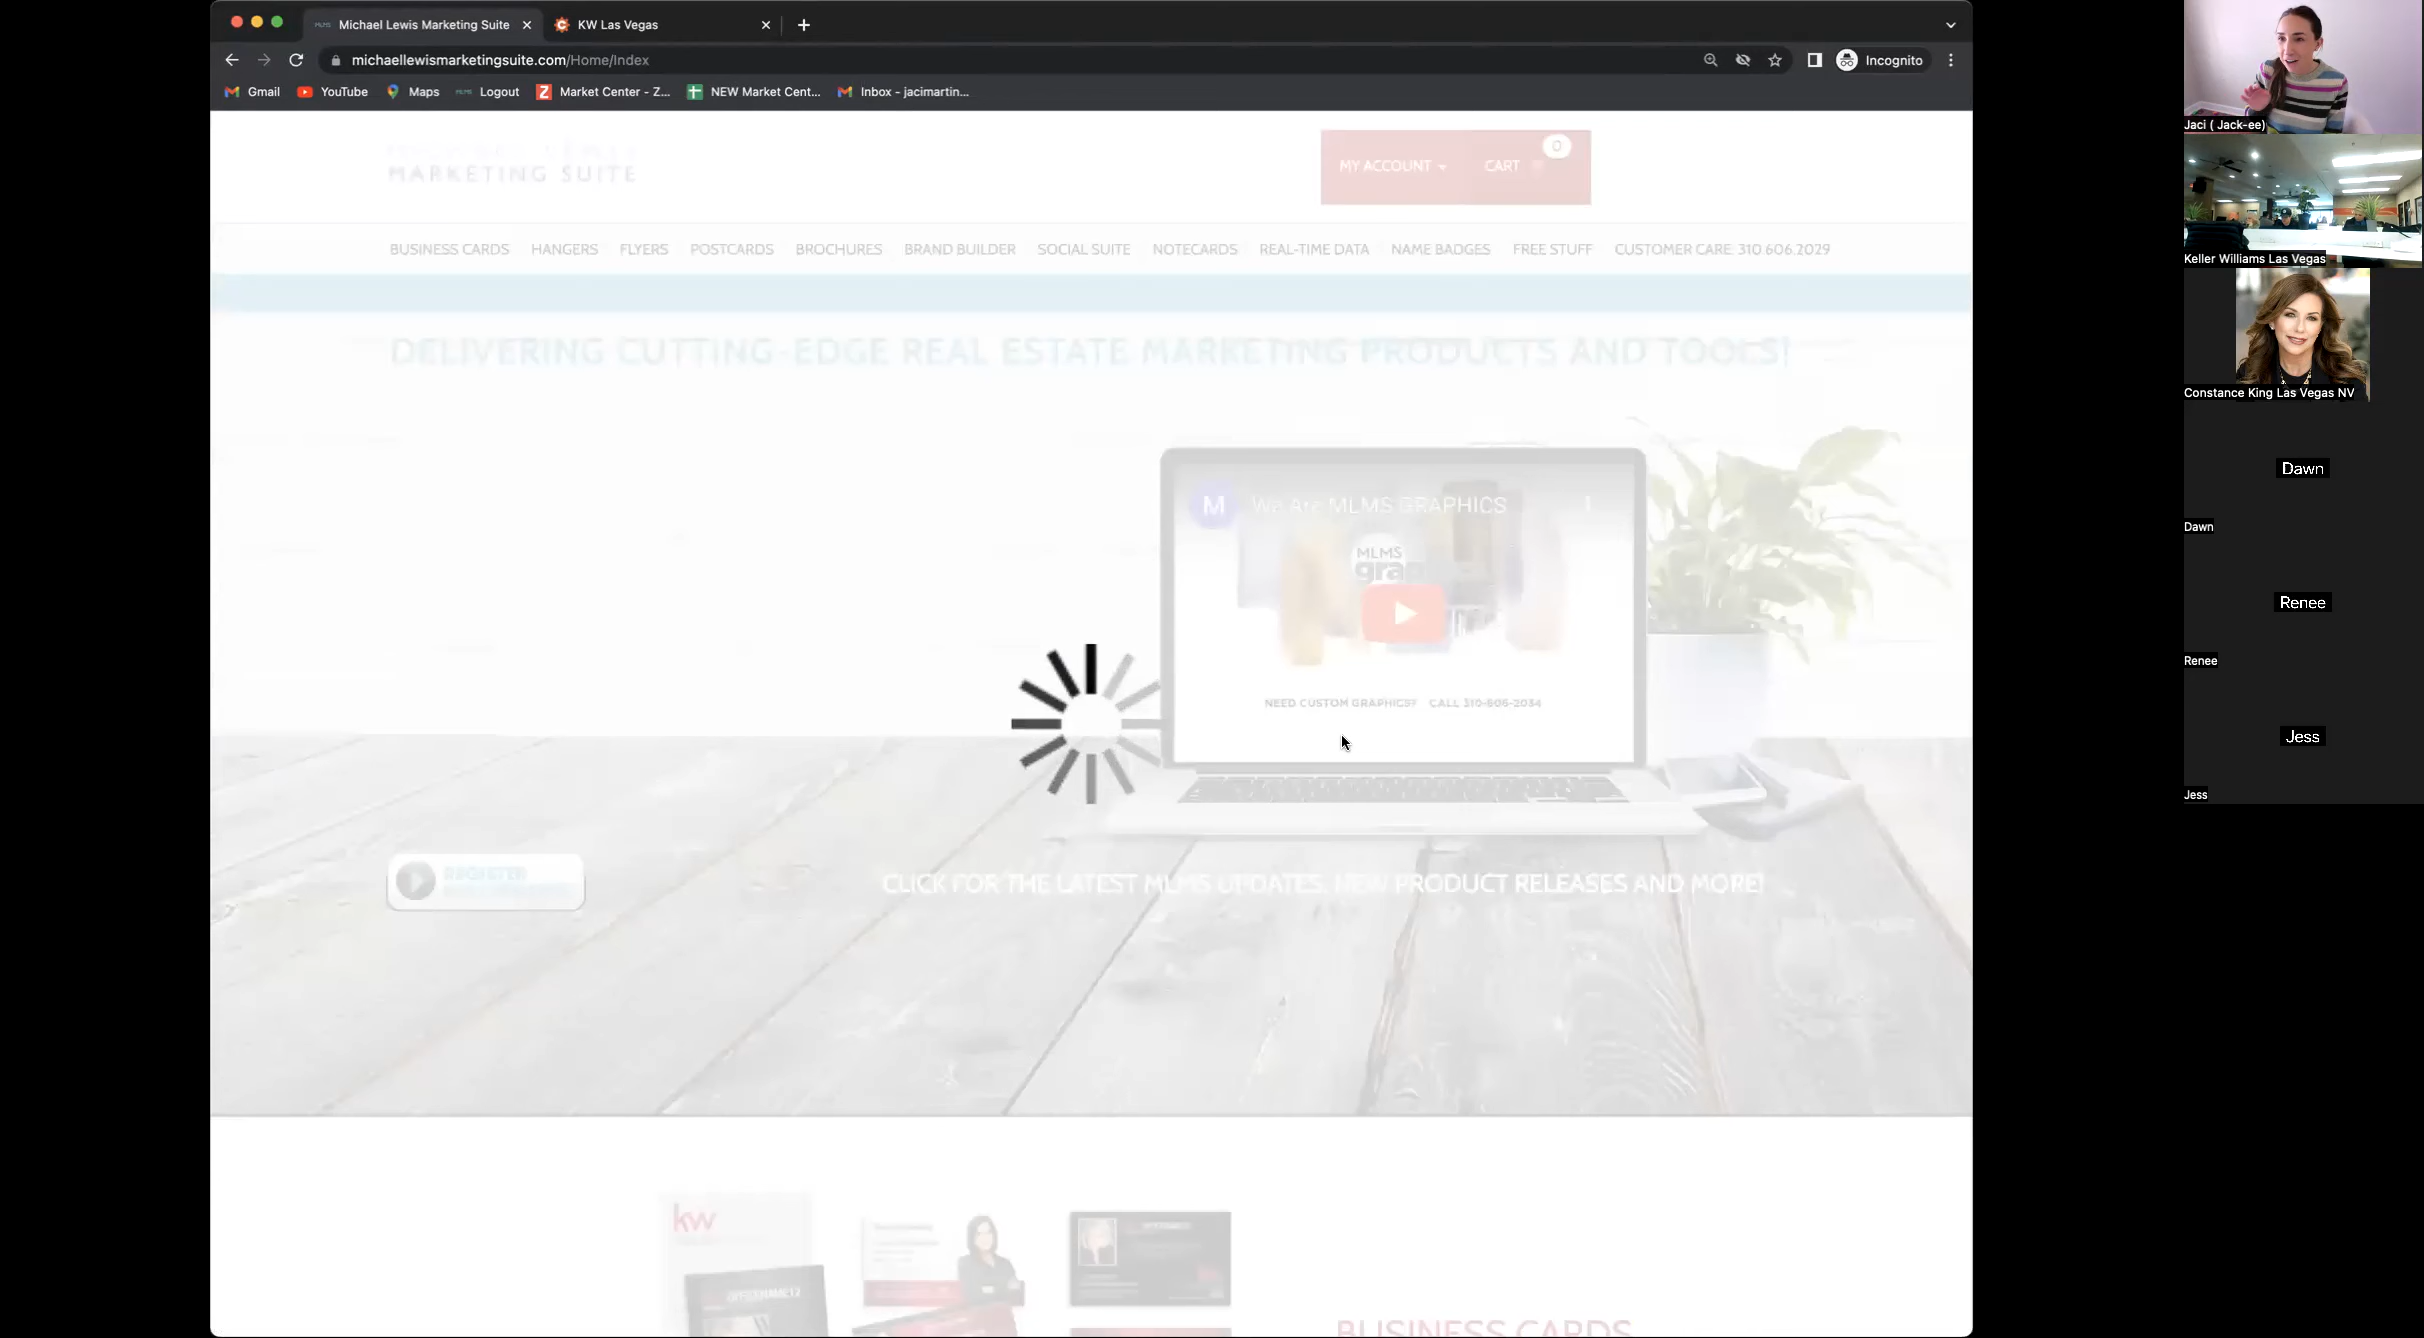 Michael Lewis Marketing Suite
KW Las Vegas
michaellewismarketingsuite.com/Home/Index
Incognito
Gmail
YouTube
Maps
Logout
Market Center - Z...
NEW Market Cent...
Inbox - jacimartin...
MARKETING SUITE
MY ACCOUNT
CART
0
BUSINESS CARDS
HANGERS
FLYERS
POSTCARDS
BROCHURES
BRAND BUILDER
SOCIAL SUITE
NOTECARDS
REAL-TIME DATA
NAME BADGES
FREE STUFF
CUSTOMER CARE: 310.606.2029
DELIVERING CUTTING-EDGE REAL ESTATE MARKETING PRODUCTS AND TOOLS!
M
We Are MLMS GRAPHICS
MLMS
gra
NEED CUSTOM GRAPHICS? CALL 310-606-2034
REGISTER
CLICK FOR THE LATEST MLMS UPDATES, NEW PRODUCT RELEASES AND MORE!
kw
BUSINESS CARDS
Jaci ( Jack-ee)
Keller Williams Las Vegas
Constance King Las Vegas NV
Dawn
Dawn
Renee
Renee
Jess
Jess